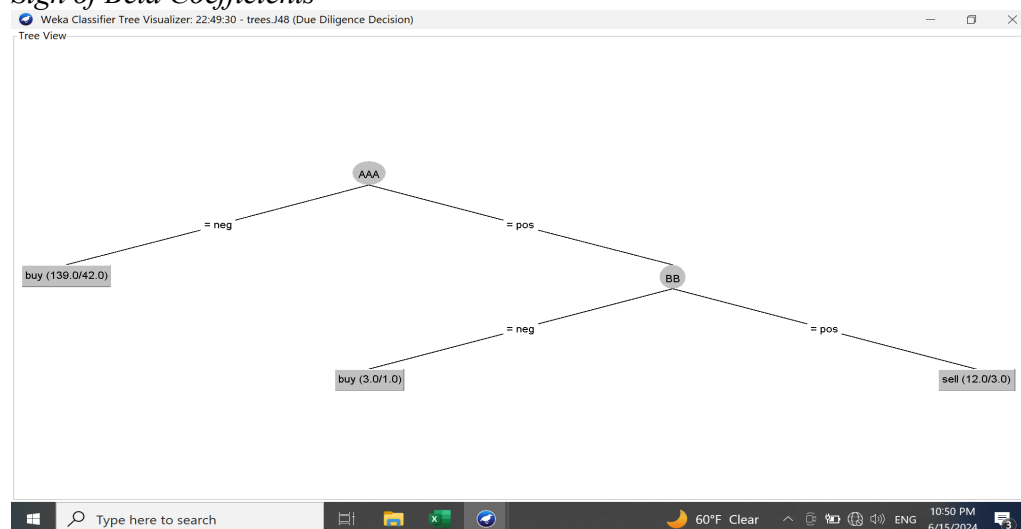 Sign of Beta Coefficients
Weka Classifier Tree Visualizer: 22:49:30 - trees.J48 (Due Diligence Decision)
Tree View
AAA
= neg
= pos
buy (139.0/42.0)
BB
= neg
= pos
buy (3.0/1.0)
sell (12.0/3.0)
Type here to search
60°F Clear
ENG
10:50 PM
6/15/2024
3